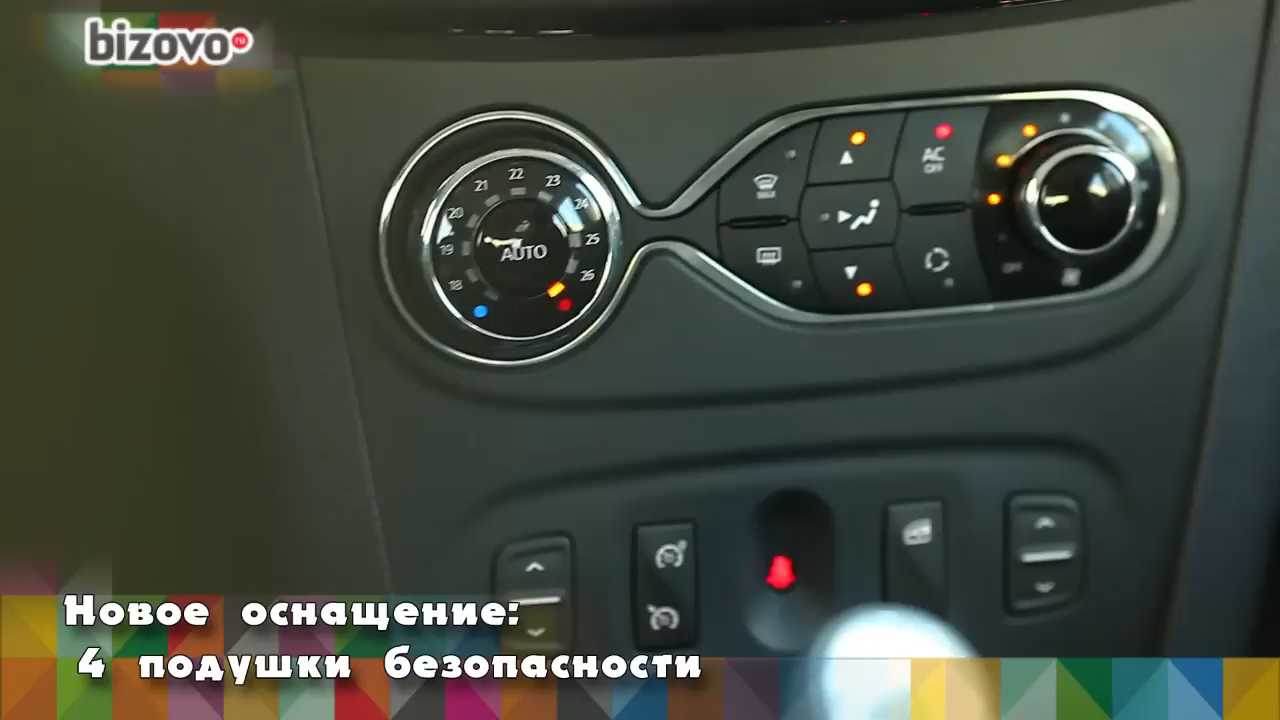 bizovo ru
22
21 23
20 24
19 AUTO 25
18 26
AC
OFF
OFF
Новое оснащение:
4 подушки безопасности